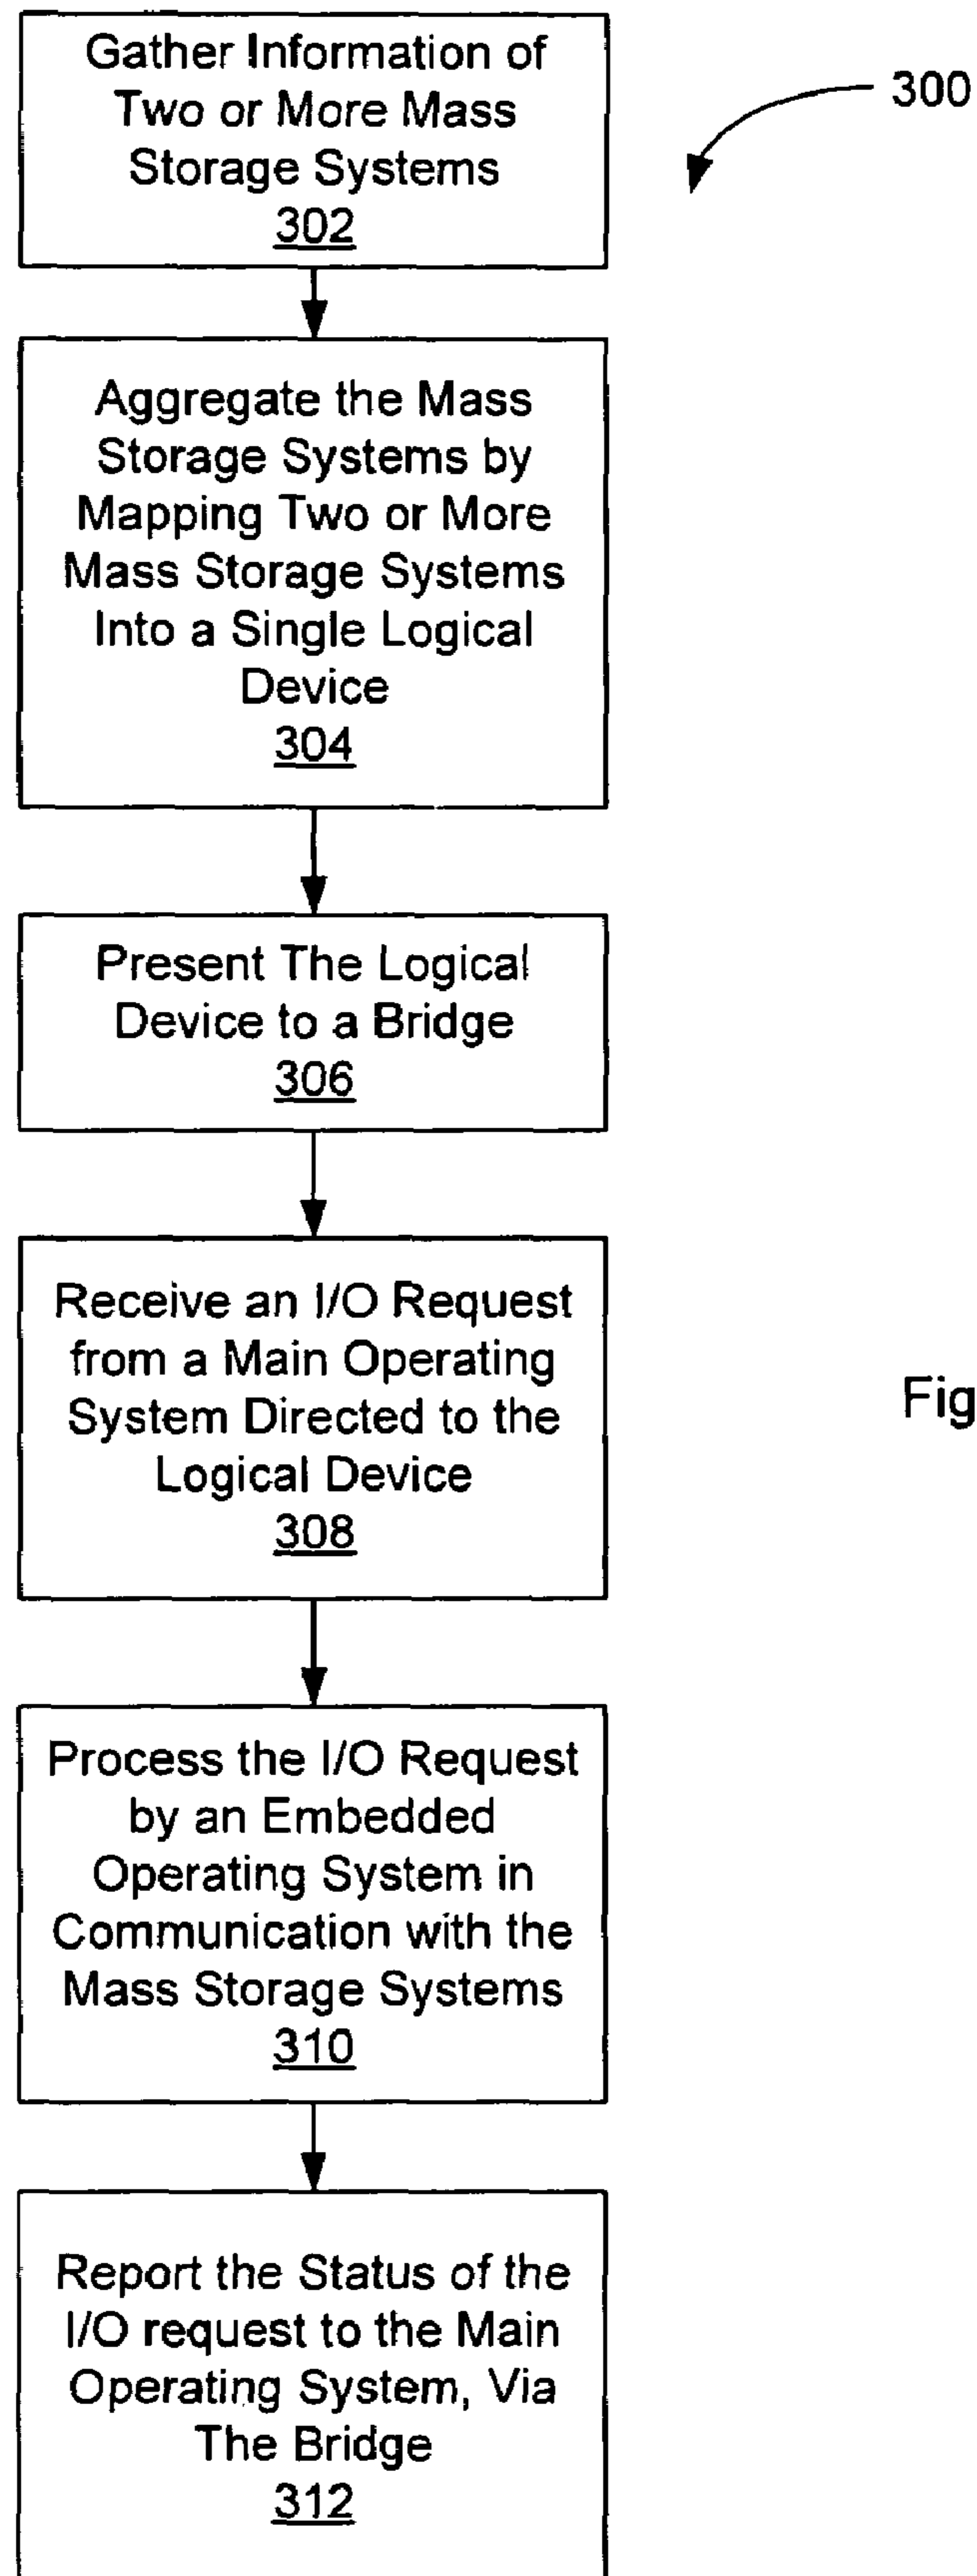 Gather Information of
Two or More Mass
Storage Systems
302
300
Aggregate the Mass
Storage Systems by
Mapping Two or More
Mass Storage Systems
Into a Single Logical
Device
304
Present The Logical
Device to a Bridge
306
Receive an I/O Request
from a Main Operating
System Directed to the
Logical Device
308
Fig
Process the I/O Request
by an Embedded
Operating System in
Communication with the
Mass Storage Systems
310
Report the Status of the
I/O request to the Main
Operating System, Via
The Bridge
312